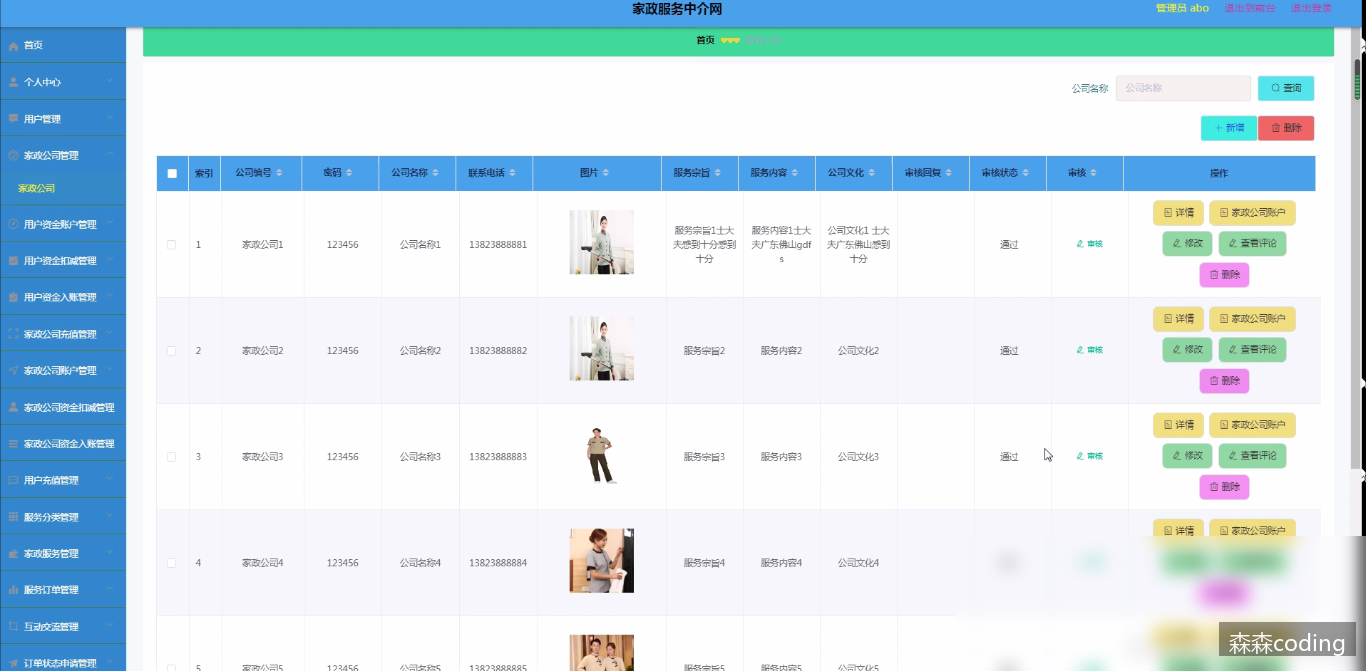 家政服务中介网
管理员 abo 退出到前台 退出登录
首页
首页
个人中心
用户管理
家政公司管理
家政公司
用户资金账户管理
用户资金扣减管理
用户资金入账管理
家政公司充值管理
家政公司账户管理
家政公司资金扣减管理
家政公司资金入账管理
用户充值管理
服务分类管理
家政服务管理
服务订单管理
互动交流管理
订单状态申请管理
公司名称 公司名称 查询
新增 删除
索引 公司编号 密码 公司名称 联系电话 图片 服务宗旨 服务内容 公司文化 审核回复 审核状态 审核 操作
1 家政公司1 123456 公司名称1 13823888881 服务宗旨1士大夫感到十分感到十分 服务内容1士大夫广东佛山gdfs 公司文化1 士大夫广东佛山感到十分 通过 审核 详情 家政公司账户
修改 查看评论
删除
2 家政公司2 123456 公司名称2 13823888882 服务宗旨2 服务内容2 公司文化2 通过 审核 详情 家政公司账户
修改 查看评论
删除
3 家政公司3 123456 公司名称3 13823888883 服务宗旨3 服务内容3 公司文化3 通过 审核 详情 家政公司账户
修改 查看评论
删除
4 家政公司4 123456 公司名称4 13823888884 服务宗旨4 服务内容4 公司文化4 详情 家政公司账户
5 家政公司5 123456 公司名称5 13823888885 服务宗旨5 服务内容5 公司文化5
森森coding